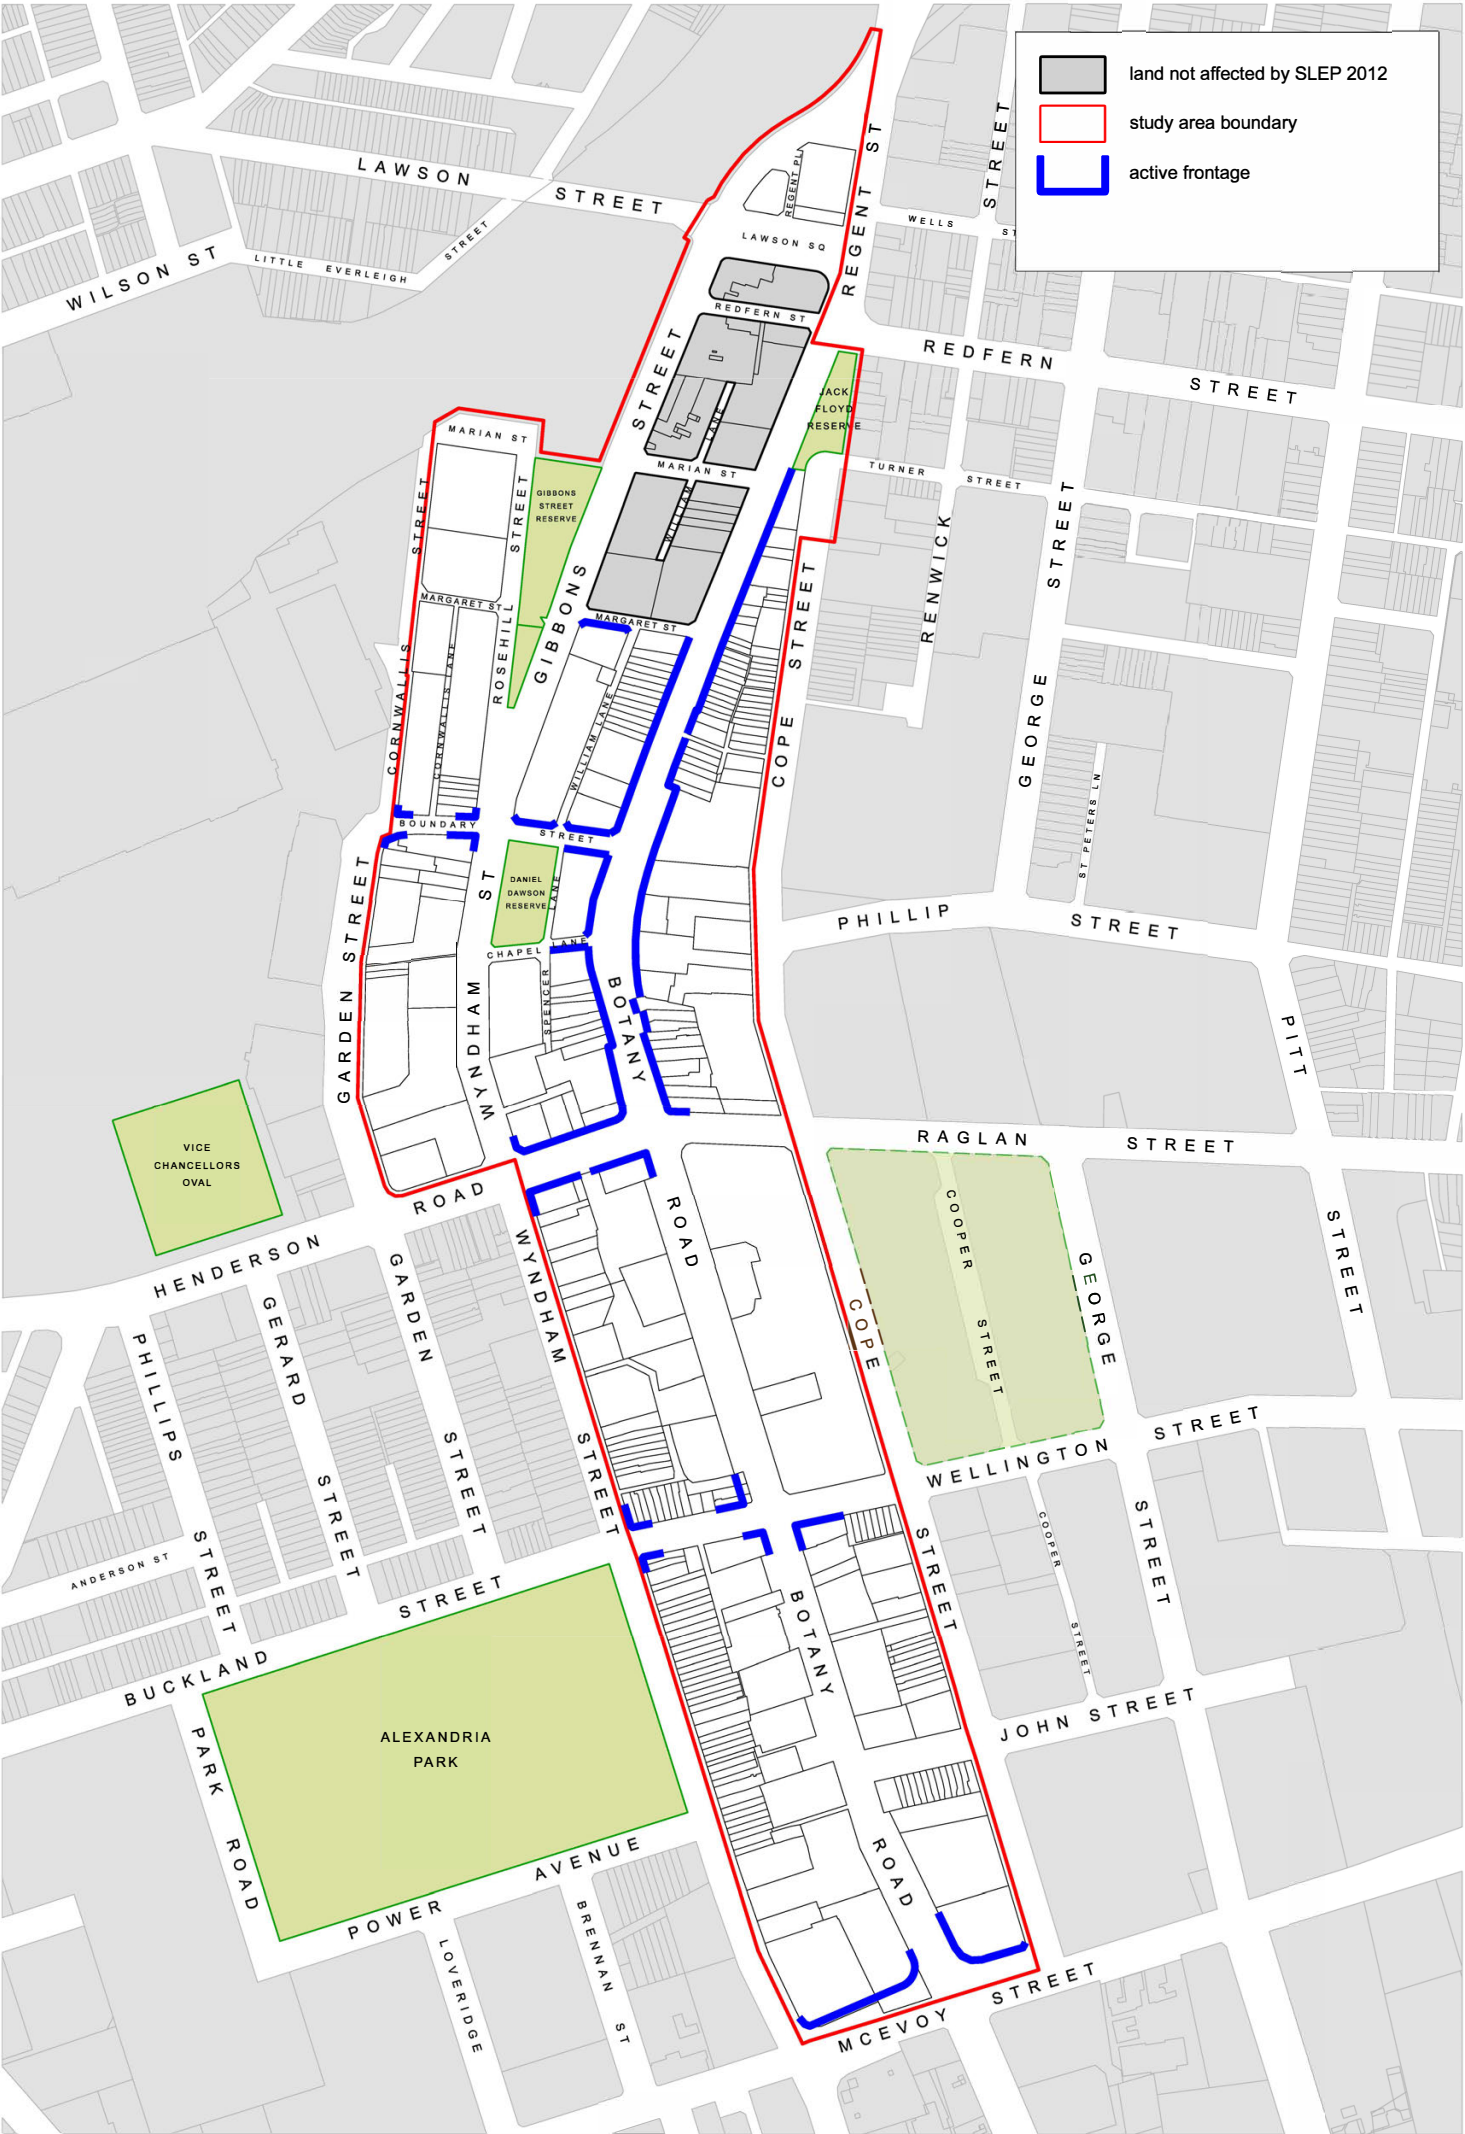 land not affected by SLEP 2012
study area boundary
active frontage
LAWSON STREET
REGENT PL
REGENT ST
STREET
WELLS ST
LAWSON SQ
WILSON ST
LITTLE EVERLEIGH STREET
REDFERN ST
REDFERN STREET
STREET
JACK
FLOYD
RESERVE
LANE
MARIAN ST
MARIAN ST
TURNER STREET
STREET
STREET
GIBBONS
STREET
RESERVE
WILLIAM
RENWICK
STREET
GEORGE
MARGARET ST
MARGARET ST
ROSEHILL
GIBBONS
CORNWALLIS
CORNWALLIS LANE
WILLIAM LANE
COPE STREET
ST PETERS LN
BOUNDARY STREET
GARDEN STREET
ST
DANIEL
DAWSON
RESERVE
LANE
PHILLIP STREET
CHAPEL LANE
SPENCER
WYNDHAM
BOTANY
PITT
VICE
CHANCELLORS
OVAL
RAGLAN STREET
HENDERSON ROAD
ROAD
COOPER
STREET
GEORGE
STREET
WYNDHAM
STREET
COPE
PHILLIPS
STREET
GERARD
STREET
GARDEN
STREET
WELLINGTON STREET
COOPER
STREET
STREET
STREET
ANDERSON ST
BUCKLAND STREET
BOTANY
JOHN STREET
ALEXANDRIA
PARK
PARK ROAD
ROAD
POWER AVENUE
LOVERIDGE
BRENNAN ST
MCEVOY STREET